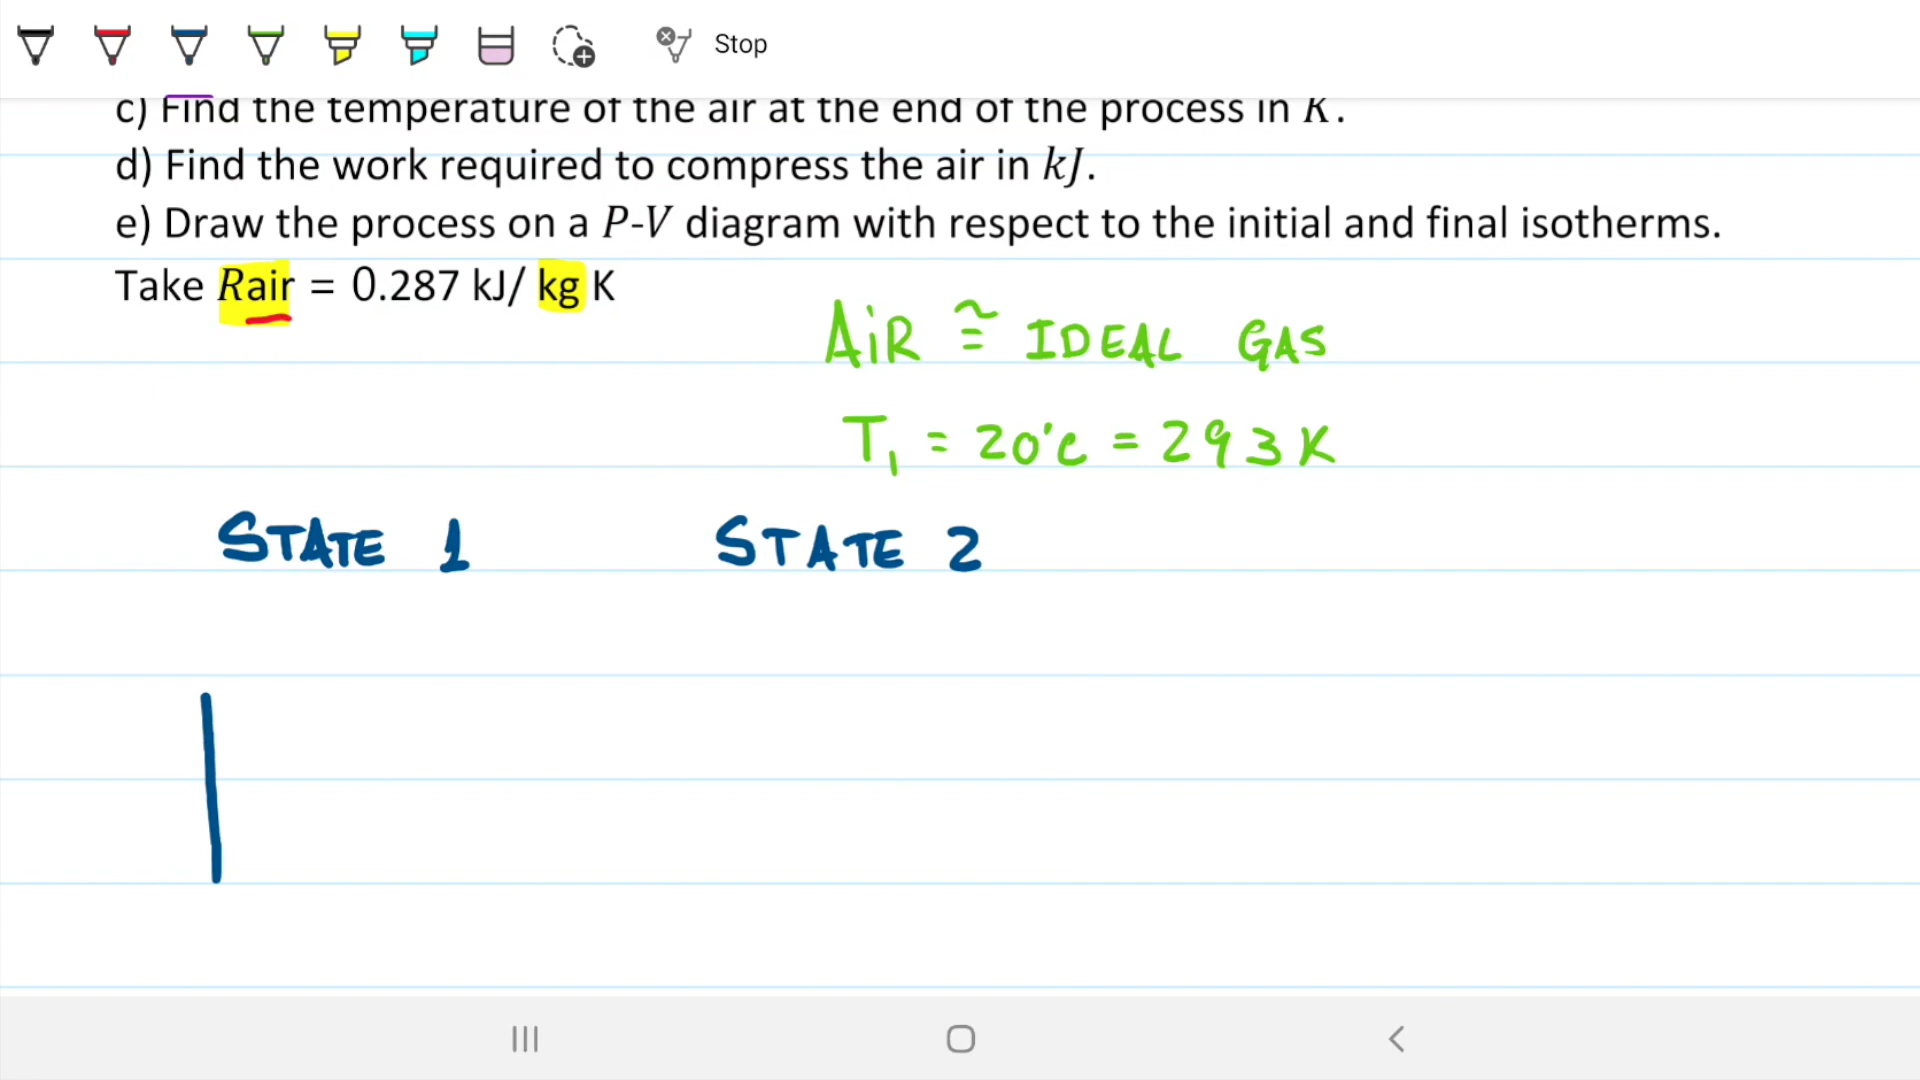 Stop
c) Find the temperature of the air at the end of the process in K.
d) Find the work required to compress the air in kJ.
e) Draw the process on a P-V diagram with respect to the initial and final isotherms.
Take Rair = 0.287 kJ/ kg K
AiR ≅ IDEAL GAS
T₁ = 20°C = 293 K
STATE 1 STATE 2